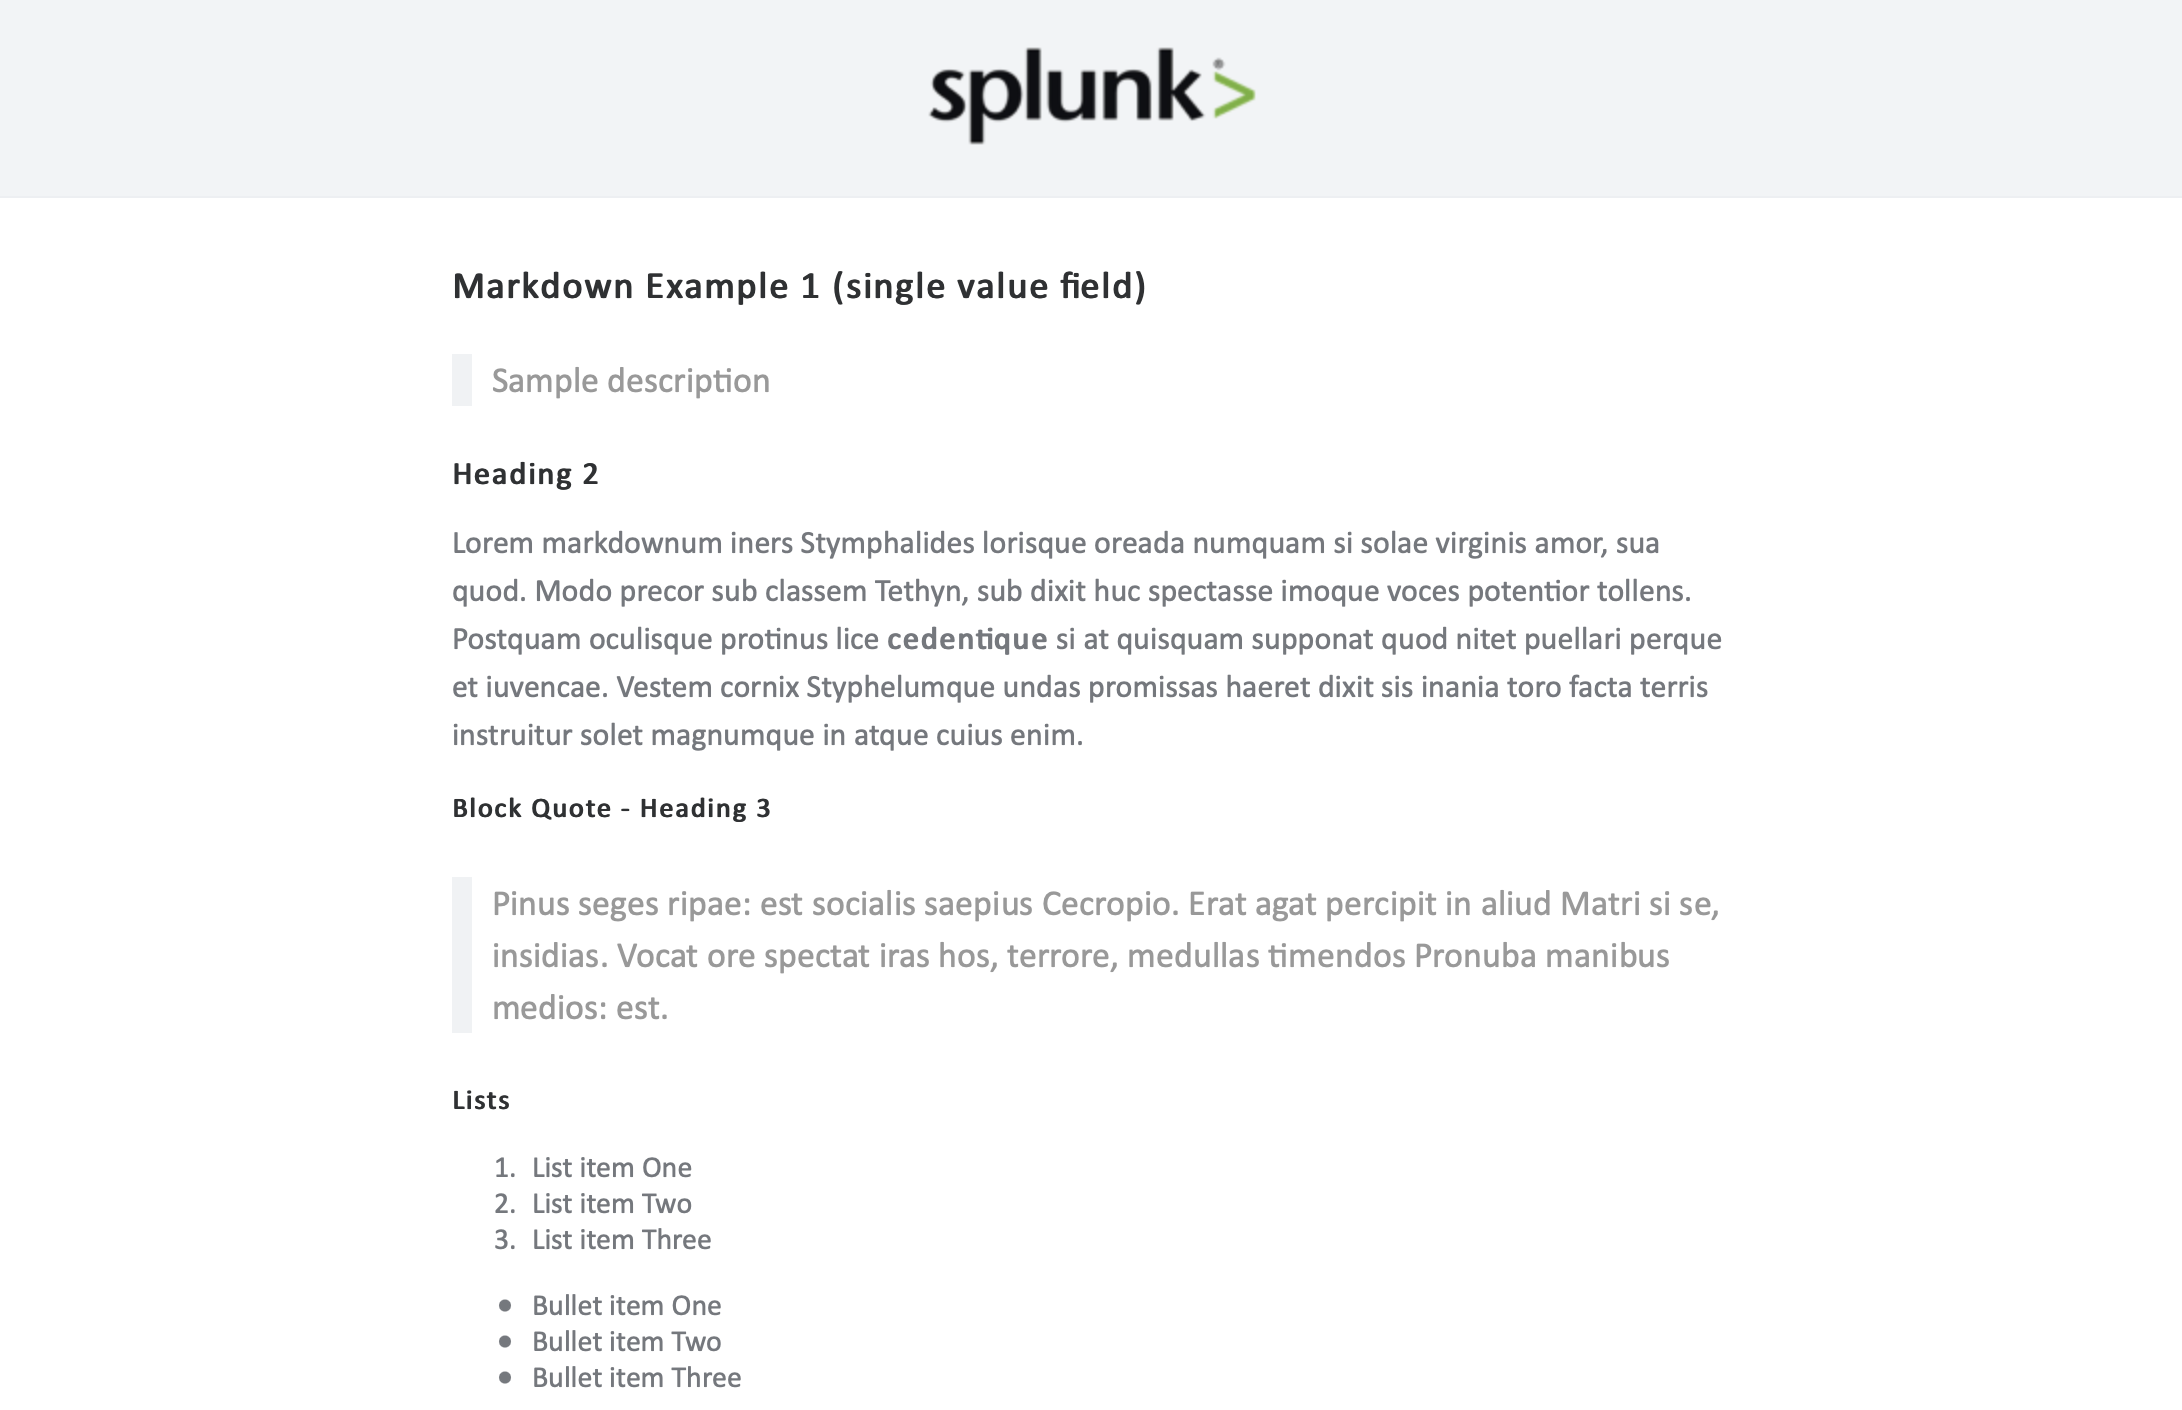 splunk>
Markdown Example 1 (single value field)
Sample description
Heading 2
Lorem markdownum iners Stymphalides lorisque oreada numquam si solae virginis amor, sua
quod. Modo precor sub classem Tethyn, sub dixit huc spectasse imoque voces potentior tollens.
Postquam oculisque protinus lice cedentique si at quisquam supponat quod nitet puellari perque
et iuvencae. Vestem cornix Styphelumque undas promissas haeret dixit sis inania toro facta terris
instruitur solet magnumque in atque cuius enim.
Block Quote - Heading 3
Pinus seges ripae: est socialis saepius Cecropio. Erat agat percipit in aliud Matri si se,
insidias. Vocat ore spectat iras hos, terrore, medullas timendos Pronuba manibus
medios: est.
Lists
1. List item One
2. List item Two
3. List item Three
• Bullet item One
• Bullet item Two
• Bullet item Three